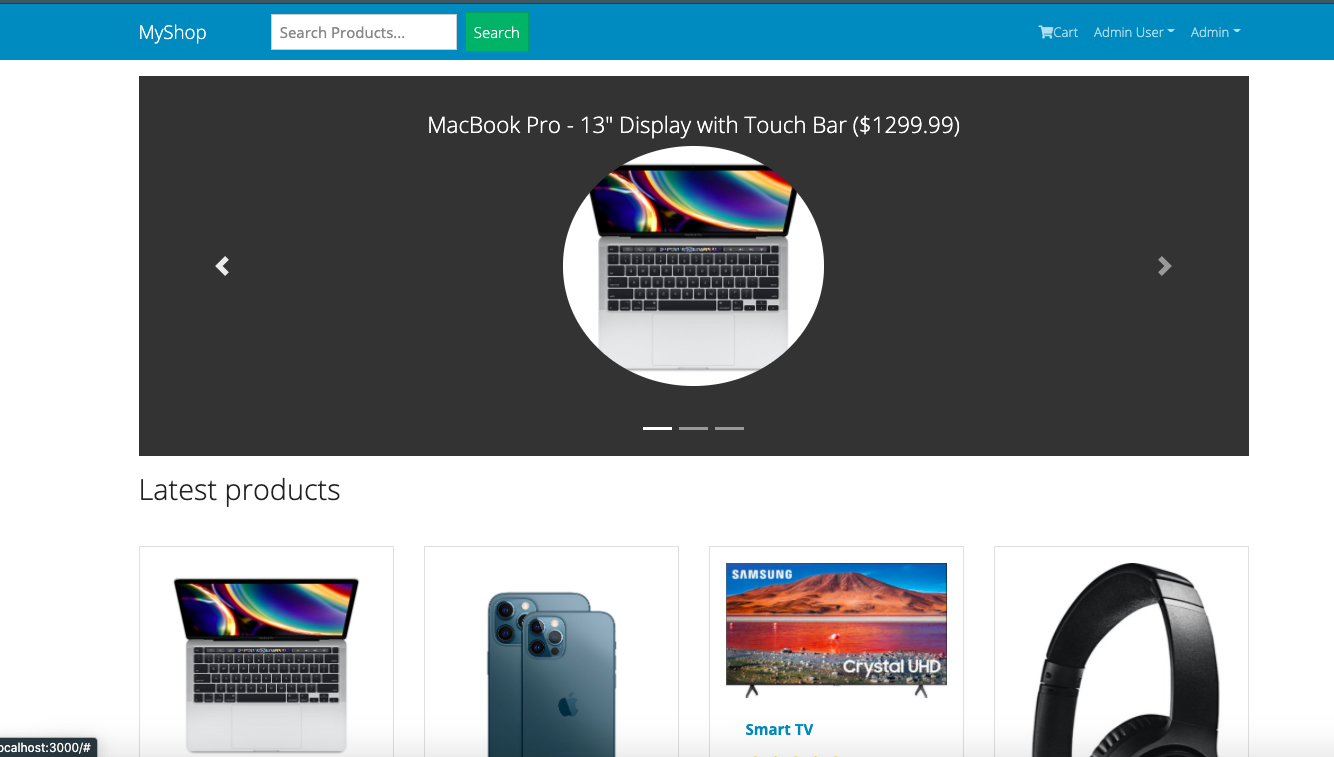 MyShop
Search Products...
Search
Cart
Admin User
Admin
MacBook Pro - 13" Display with Touch Bar ($1299.99)
Latest products
SAMSUNG
Crystal UHD
Smart TV
ocalhost:3000/#